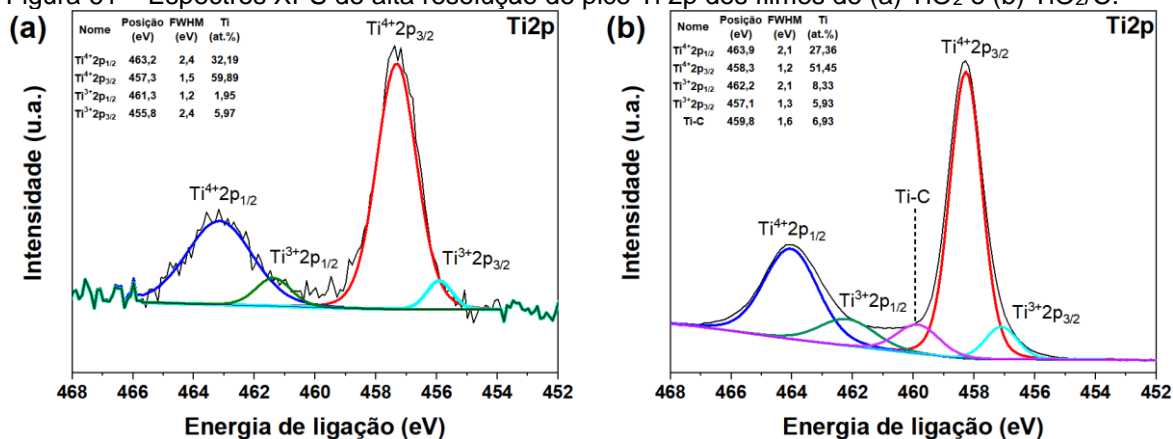 Figura 61 – Espectros XPS de alta resolução do pico Ti 2p dos filmes de (a) TiO₂ e (b) TiO₂/C.
(a)
Nome Posição (eV) FWHM (eV) Ti (at.%)
Ti⁴⁺2p₁/₂ 463,2 2,4 32,19
Ti⁴⁺2p₃/₂ 457,3 1,5 59,89
Ti³⁺2p₁/₂ 461,3 1,2 1,95
Ti³⁺2p₃/₂ 455,8 2,4 5,97
Ti⁴⁺2p₃/₂
Ti2p
Ti⁴⁺2p₁/₂
Ti³⁺2p₁/₂
Ti³⁺2p₃/₂
Intensidade (u.a.)
468 466 464 462 460 458 456 454 452
Energia de ligação (eV)
(b)
Nome Posição (eV) FWHM (eV) Ti (at.%)
Ti⁴⁺2p₁/₂ 463,9 2,1 27,36
Ti⁴⁺2p₃/₂ 458,3 1,2 51,45
Ti³⁺2p₁/₂ 462,2 2,1 8,33
Ti³⁺2p₃/₂ 457,1 1,3 5,93
Ti-C 459,8 1,6 6,93
Ti⁴⁺2p₃/₂
Ti2p
Ti-C
Ti⁴⁺2p₁/₂
Ti³⁺2p₁/₂
Ti³⁺2p₃/₂
Intensidade (u.a.)
468 466 464 462 460 458 456 454 452
Energia de ligação (eV)